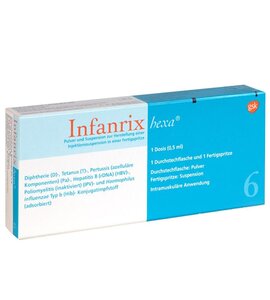 Infanrix hexa®
Pulver und Suspension zur Herstellung einer
Injektionssuspension in einer Fertigspritze
Diphtherie (D)-, Tetanus (T)-, Pertussis (azelluläre
Komponenten) (Pa)-, Hepatitis B (rDNA) (HBV)-,
Poliomyelitis (inaktiviert) (IPV)- und Haemophilus
influenzae Typ b (Hib)- Konjugatimpfstoff
(adsorbiert)
gsk
1 Dosis (0,5 ml)
1 Durchstechflasche und 1 Fertigspritze
Durchstechflasche: Pulver
Fertigspritze: Suspension
Intramuskuläre Anwendung
6